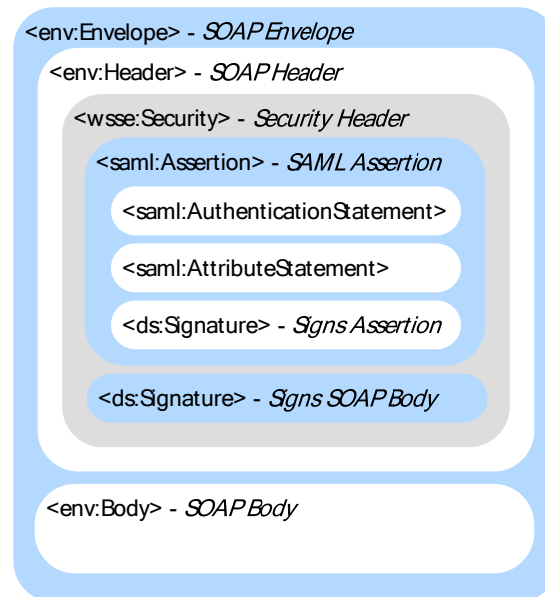 <env:Envelope> - SOAP Envelope
<env:Header> - SOAP Header
<wsse:Security> - Security Header
<saml:Assertion> - SAML Assertion
<saml:AuthenticationStatement>
<saml:AttributeStatement>
<ds:Signature> - Signs Assertion
<ds:Signature> - Signs SOAP Body
<env:Body> - SOAP Body